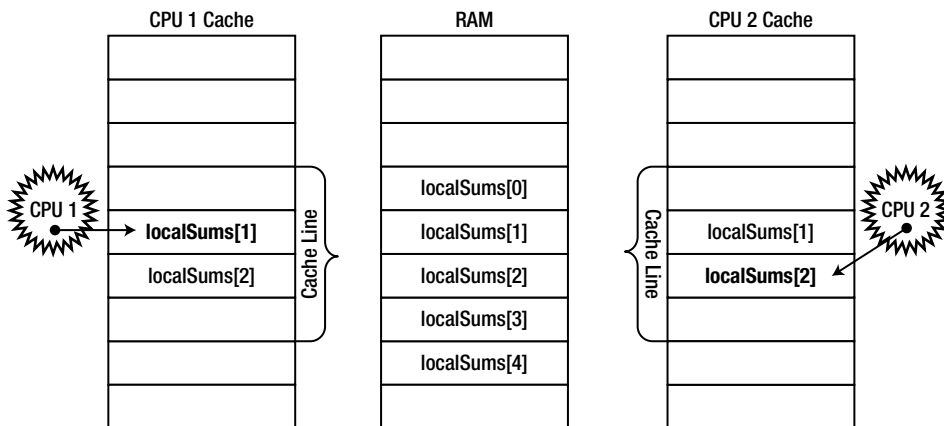 CPU 1 Cache
RAM
CPU 2 Cache
localSums[0]
CPU 1
localSums[1]
localSums[1]
localSums[1]
CPU 2
localSums[2]
localSums[2]
localSums[2]
Cache Line
Cache Line
localSums[3]
localSums[4]